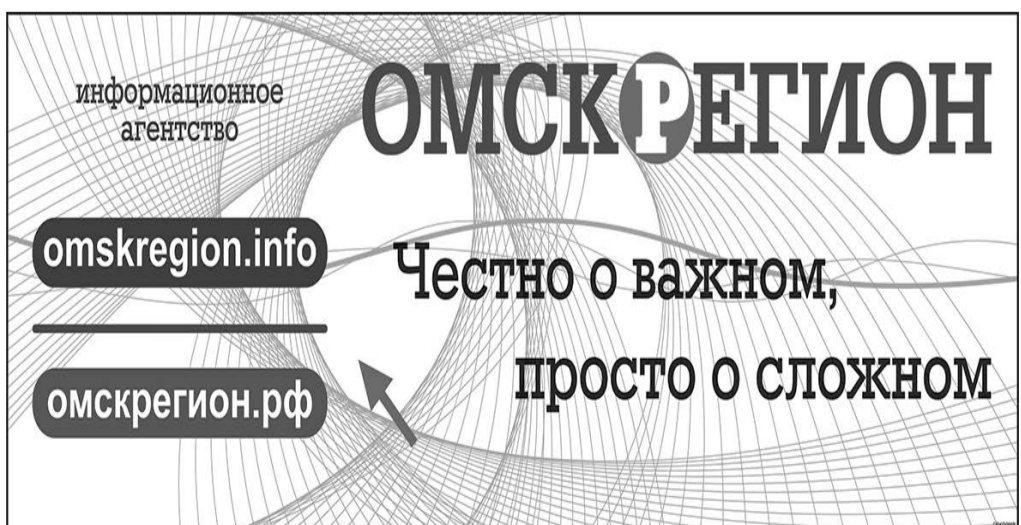 информационное
агентство
ОМСКРЕГИОН
omskregion.info
омскрегион.рф
Честно о важном,
просто о сложном